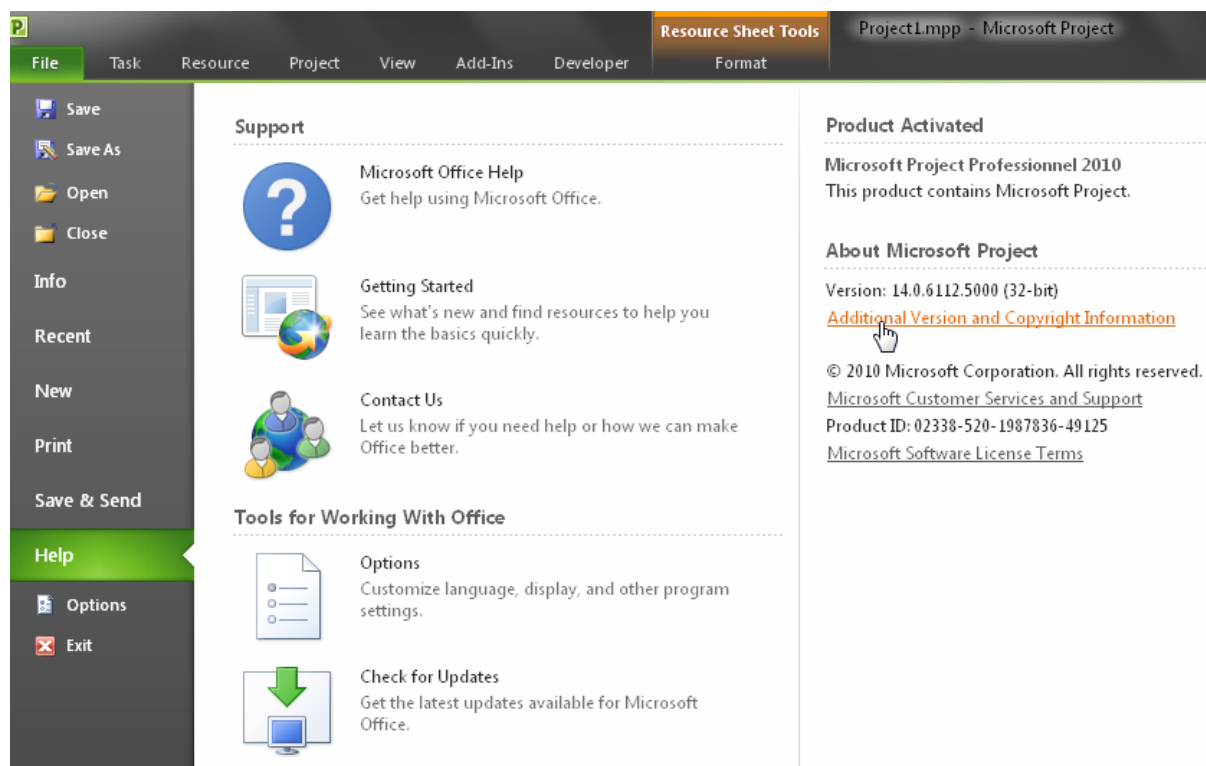 P
Resource Sheet Tools
Project1.mpp - Microsoft Project
File Task Resource Project View Add-Ins Developer Format
Save
Save As
Open
Close
Info
Recent
New
Print
Save & Send
Help
Options
Exit
Support
Microsoft Office Help
Get help using Microsoft Office.
Getting Started
See what's new and find resources to help you
learn the basics quickly.
Contact Us
Let us know if you need help or how we can make
Office better.
Tools for Working With Office
Options
Customize language, display, and other program
settings.
Check for Updates
Get the latest updates available for Microsoft
Office.
Product Activated
Microsoft Project Professionnel 2010
This product contains Microsoft Project.
About Microsoft Project
Version: 14.0.6112.5000 (32-bit)
Additional Version and Copyright Information
© 2010 Microsoft Corporation. All rights reserved.
Microsoft Customer Services and Support
Product ID: 02338-520-1987836-49125
Microsoft Software License Terms